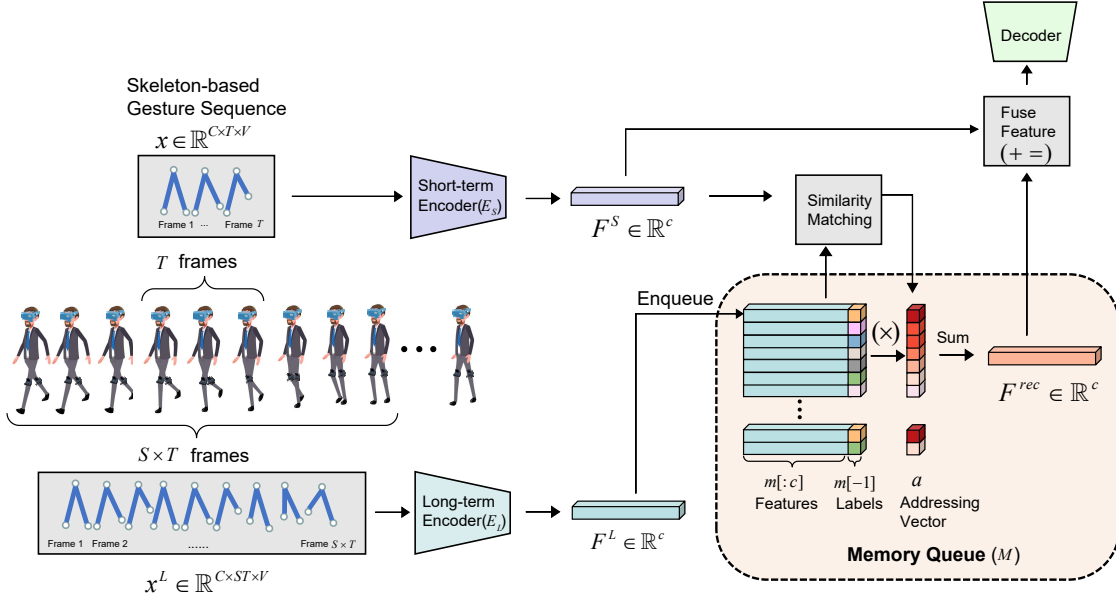 Decoder
Skeleton-based
Gesture Sequence
x ∈ ℝ^{C×T×V}
Fuse
Feature
(+ =)
Frame 1 ... Frame T
Short-term
Encoder(E_S)
F^S ∈ ℝ^c
Similarity
Matching
T frames
Enqueue
(×)
Sum
F^{rec} ∈ ℝ^c
S × T frames
Long-term
Encoder(E_L)
F^L ∈ ℝ^c
m[:c]
Features
m[-1]
Labels
a
Addressing
Vector
Frame 1 Frame 2 ...... Frame S × T
Memory Queue (M)
x^L ∈ ℝ^{C×ST×V}